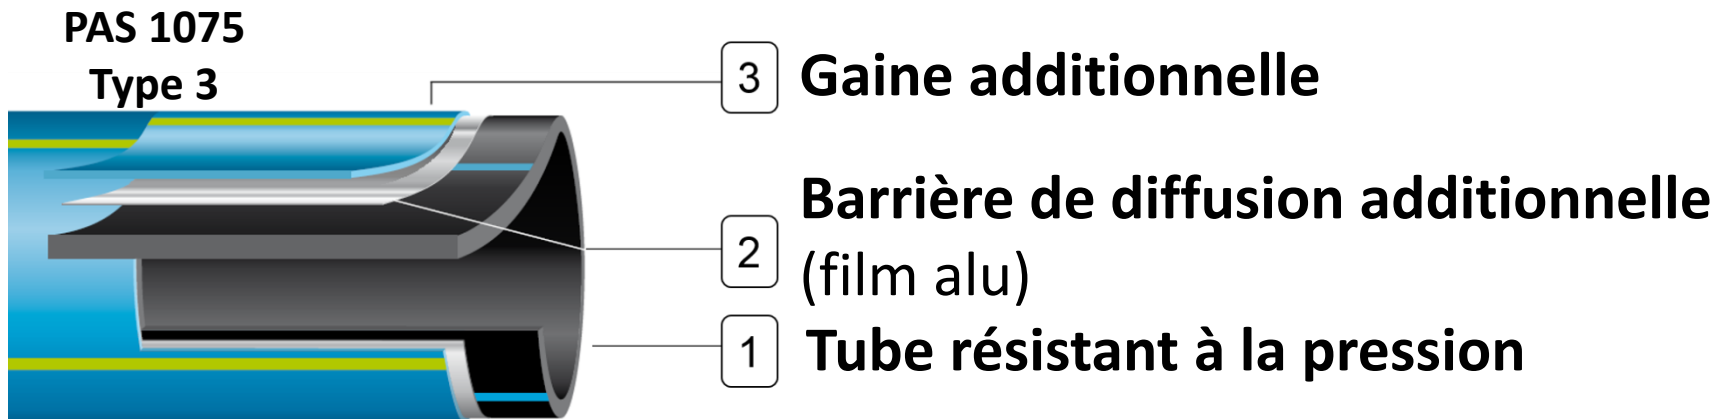 PAS 1075
Type 3
3 Gaine additionnelle
2 Barrière de diffusion additionnelle
(film alu)
1 Tube résistant à la pression